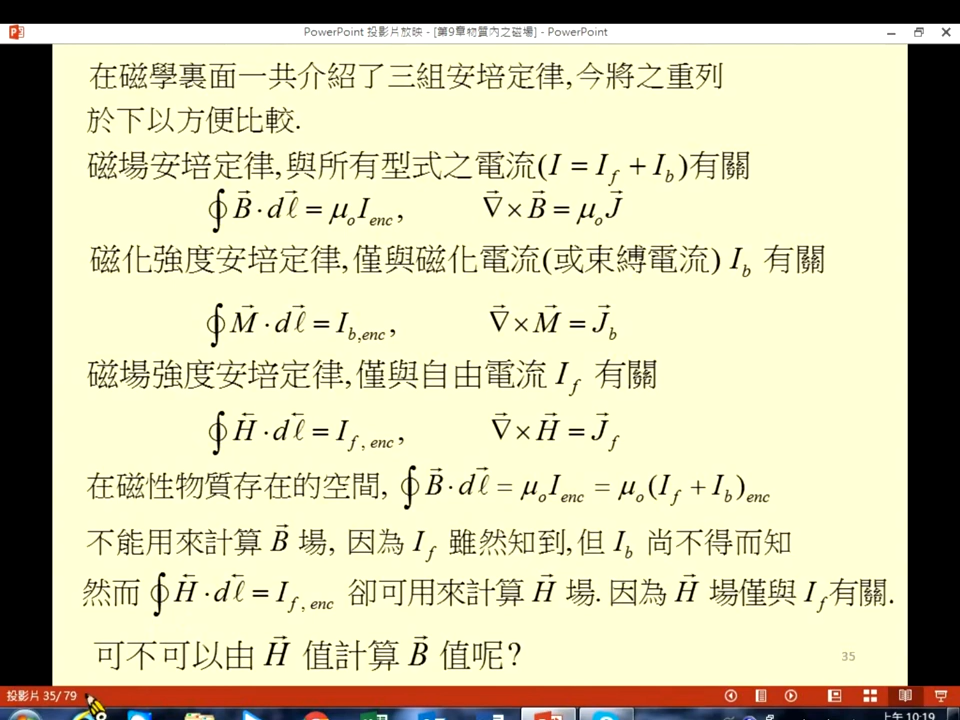 PowerPoint 投影片放映 - [第9章物質內之磁場] - PowerPoint
在磁學裏面一共介紹了三組安培定律,今將之重列
於下以方便比較.
磁場安培定律,與所有型式之電流(I = I_f + I_b)有關
∮B⃗·dℓ⃗ = μ_o I_enc, ∇⃗×B⃗ = μ_o J⃗
磁化強度安培定律,僅與磁化電流(或束縛電流) I_b 有關
∮M⃗·dℓ⃗ = I_b,enc, ∇⃗×M⃗ = J⃗_b
磁場強度安培定律,僅與自由電流 I_f 有關
∮H⃖·dℓ⃖ = I_f,enc, ∇⃗×H⃗ = J⃗_f
在磁性物質存在的空間, ∮B⃗·dℓ⃗ = μ_o I_enc = μ_o (I_f + I_b)_enc
不能用來計算 B⃗ 場, 因為 I_f 雖然知到,但 I_b 尚不得而知
然而 ∮H⃖·dℓ⃖ = I_f,enc 卻可用來計算 H⃗ 場. 因為 H⃖ 場僅與 I_f 有關.
可不可以由 H⃗ 值計算 B⃗ 值呢?
35
投影片 35/79
上午 10:19